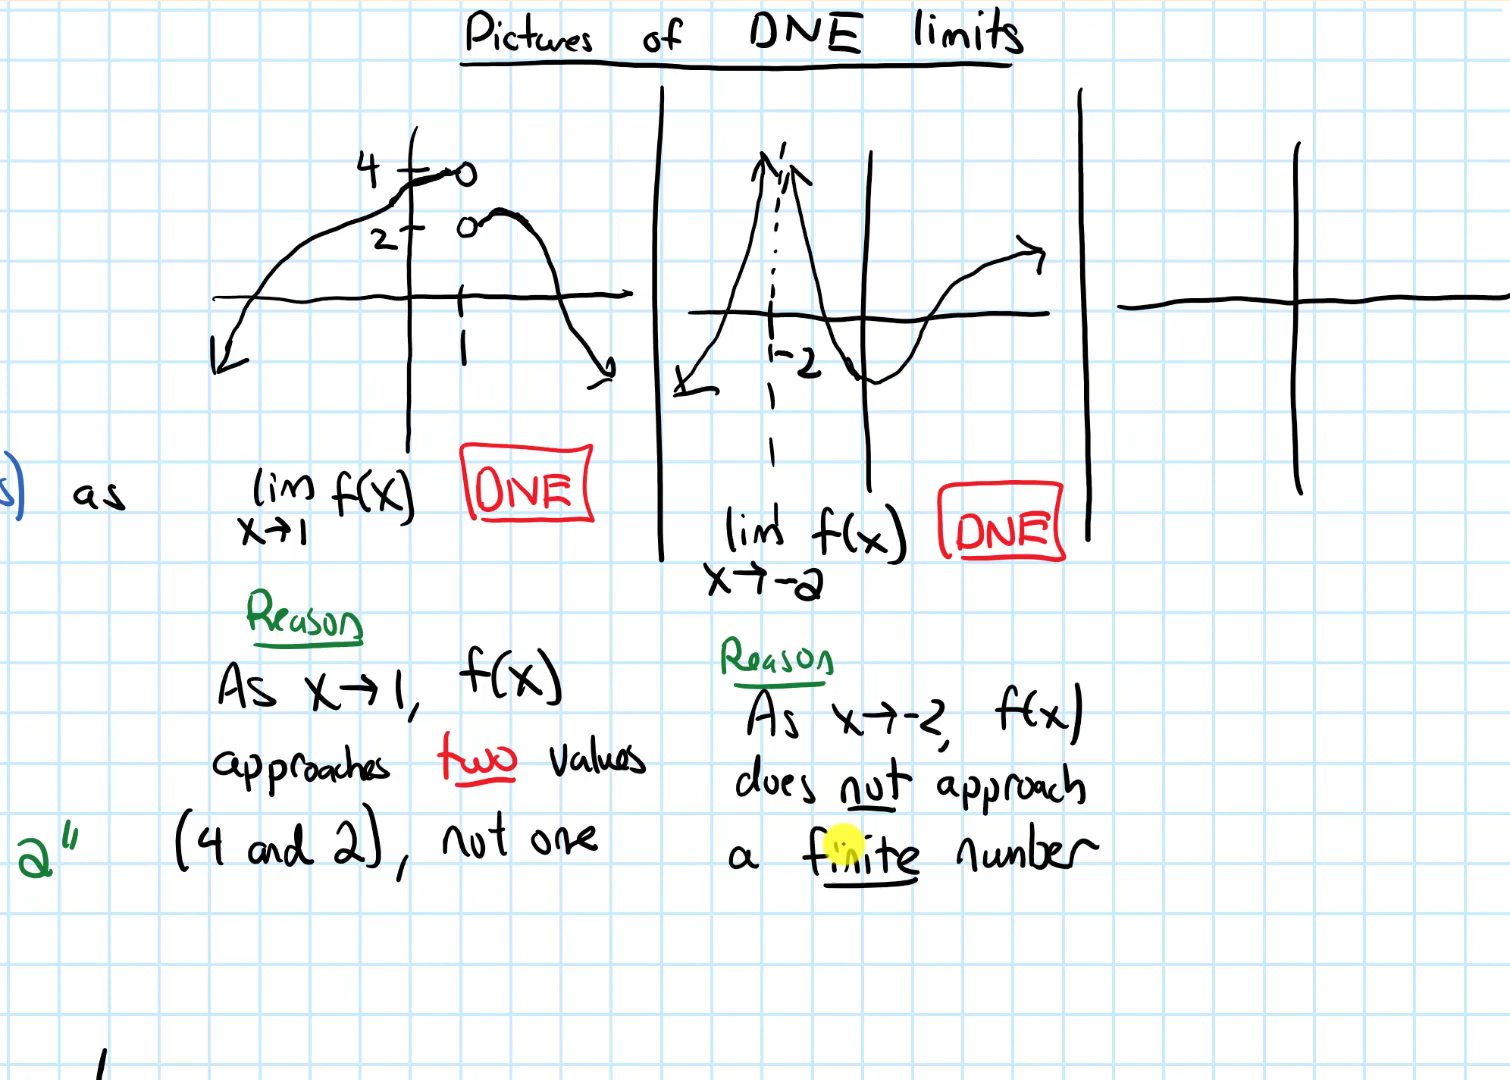 Pictures of DNE limits
4
2
1
-2
s) as
lim f(x) DNE
x→1
lim f(x) DNE
x→-2
Reason
As x→1, f(x)
approaches two values
(4 and 2), not one
a"
Reason
As x→-2, f(x)
does not approach
a finite number